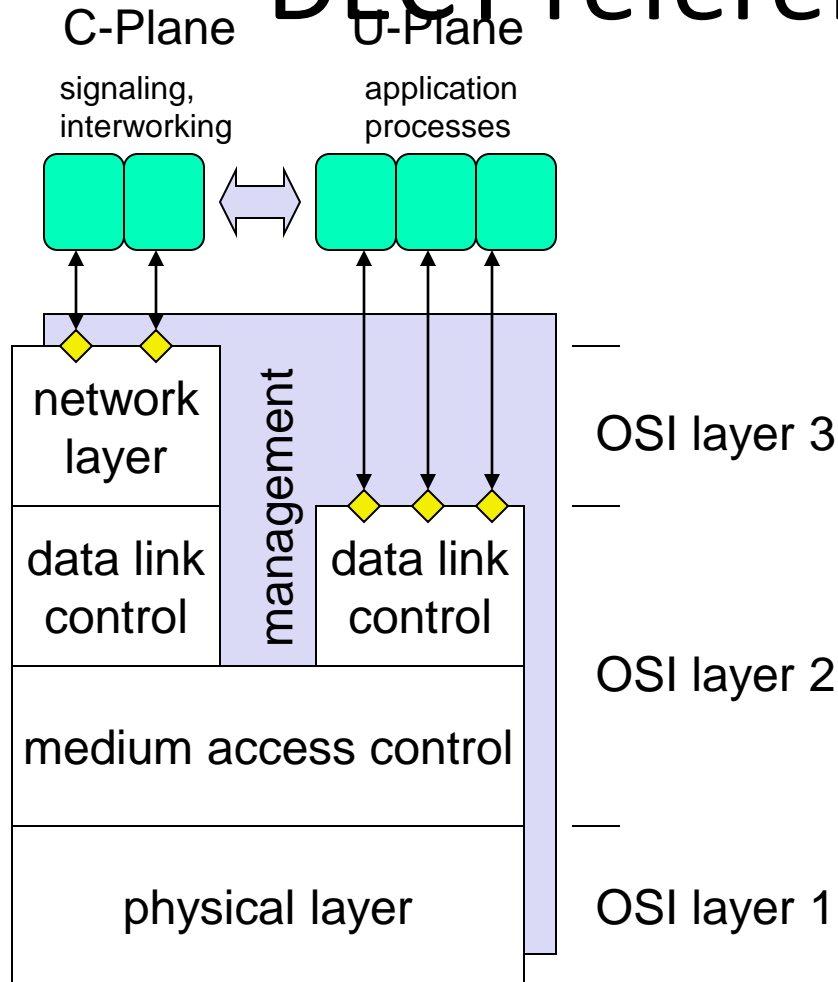 C-Plane
U-Plane
signaling,
interworking
application
processes
network
layer
management
data link
control
data link
control
medium access control
physical layer
OSI layer 3
OSI layer 2
OSI layer 1